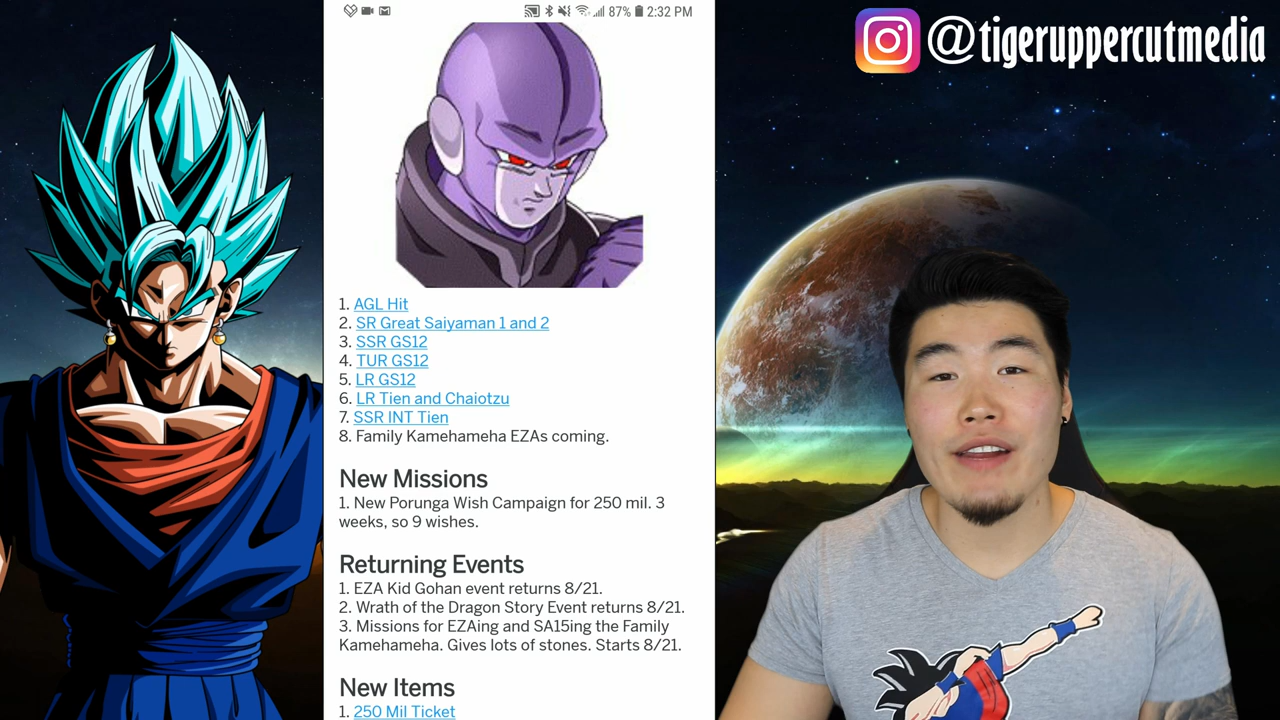 87% 2:32 PM
@tigeruppercutmedia
1. AGL Hit
2. SR Great Saiyaman 1 and 2
3. SSR GS12
4. TUR GS12
5. LR GS12
6. LR Tien and Chaiotzu
7. SSR INT Tien
8. Family Kamehameha EZAs coming.
New Missions
1. New Porunga Wish Campaign for 250 mil. 3
weeks, so 9 wishes.
Returning Events
1. EZA Kid Gohan event returns 8/21.
2. Wrath of the Dragon Story Event returns 8/21.
3. Missions for EZAing and SA15ing the Family
Kamehameha. Gives lots of stones. Starts 8/21.
New Items
1. 250 Mil Ticket